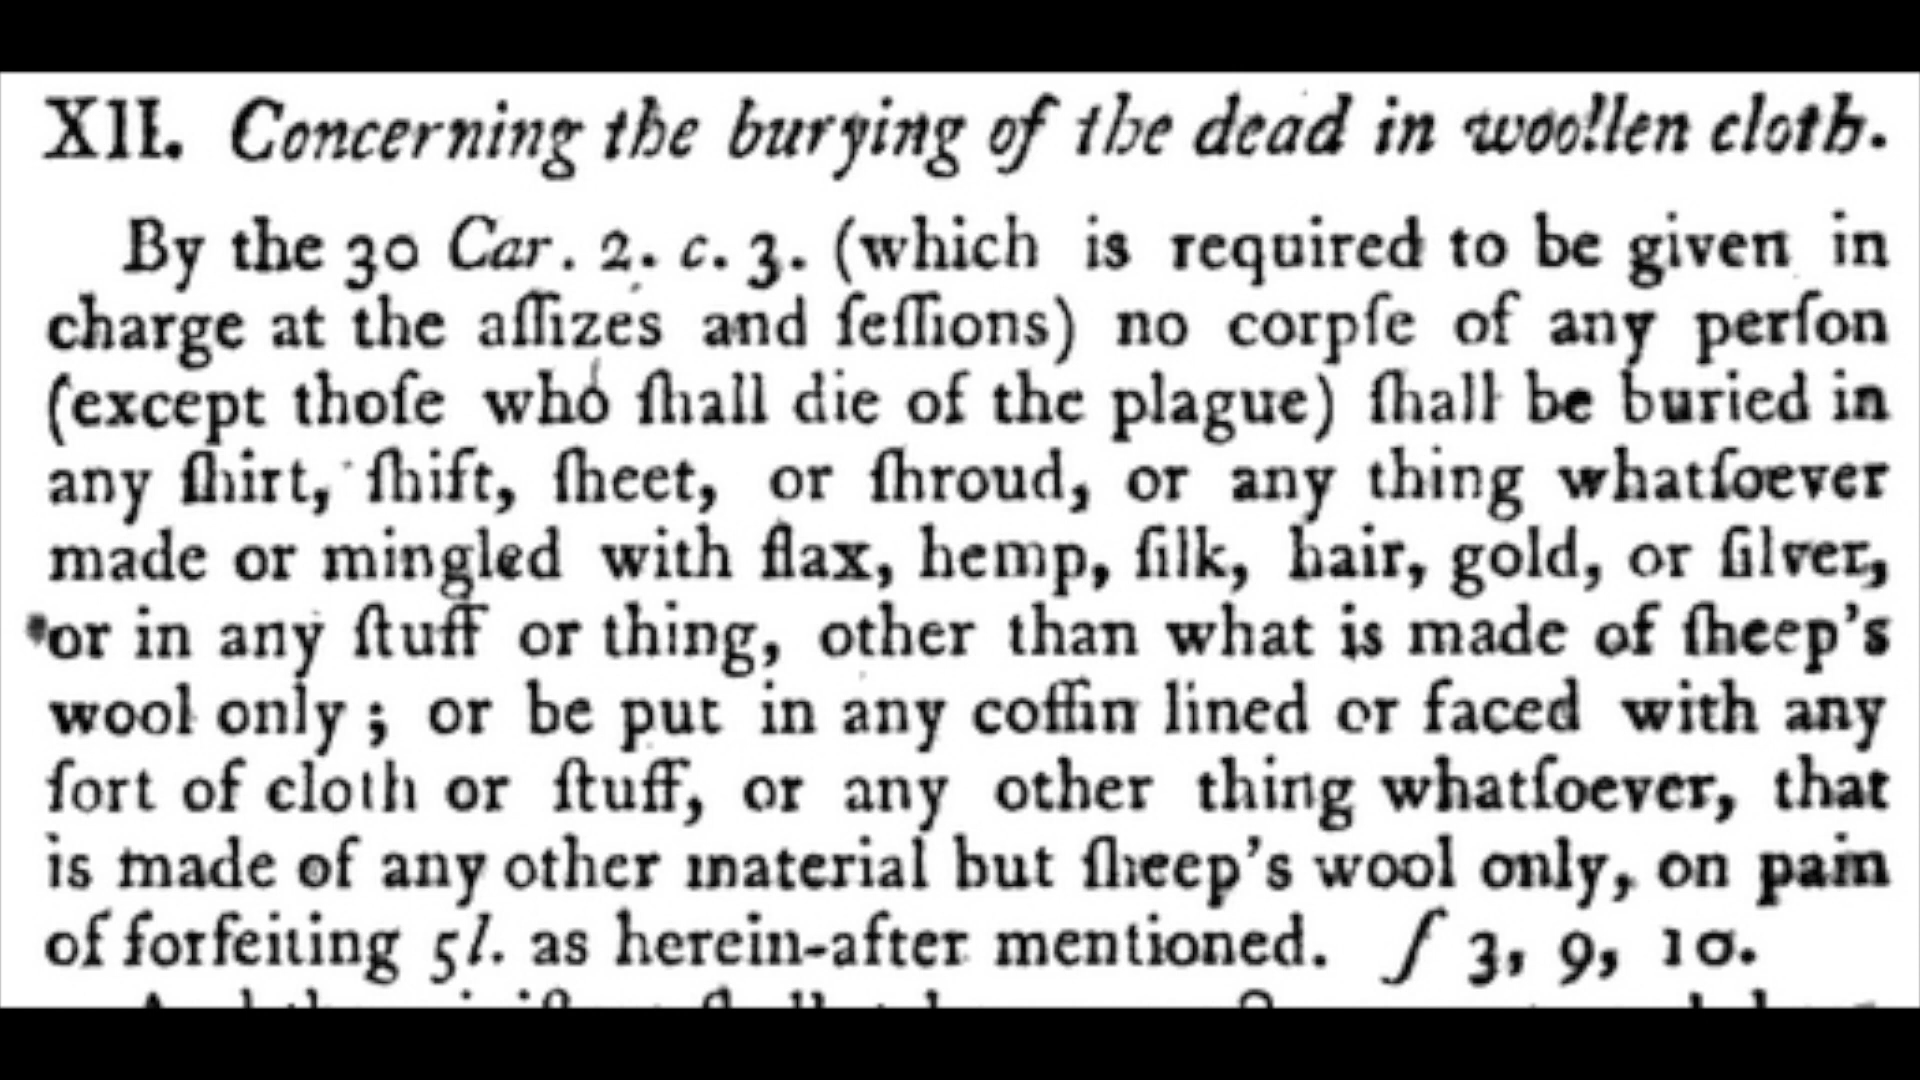 XII. Concerning the burying of the dead in woollen cloth.
By the 30 Car. 2. c. 3. (which is required to be given in
charge at the aſſizes and ſeſſions) no corpſe of any perſon
(except thoſe who ſhall die of the plague) ſhall be buried in
any ſhirt, ſhift, ſheet, or ſhroud, or any thing whatſoever
made or mingled with flax, hemp, ſilk, hair, gold, or ſilver,
or in any ſtuff or thing, other than what is made of ſheep's
wool only; or be put in any coffin lined or faced with any
ſort of cloth or ſtuff, or any other thing whatſoever, that
is made of any other material but ſheep's wool only, on pain
of forfeiting 5l. as herein-after mentioned. ſ 3, 9, 10.